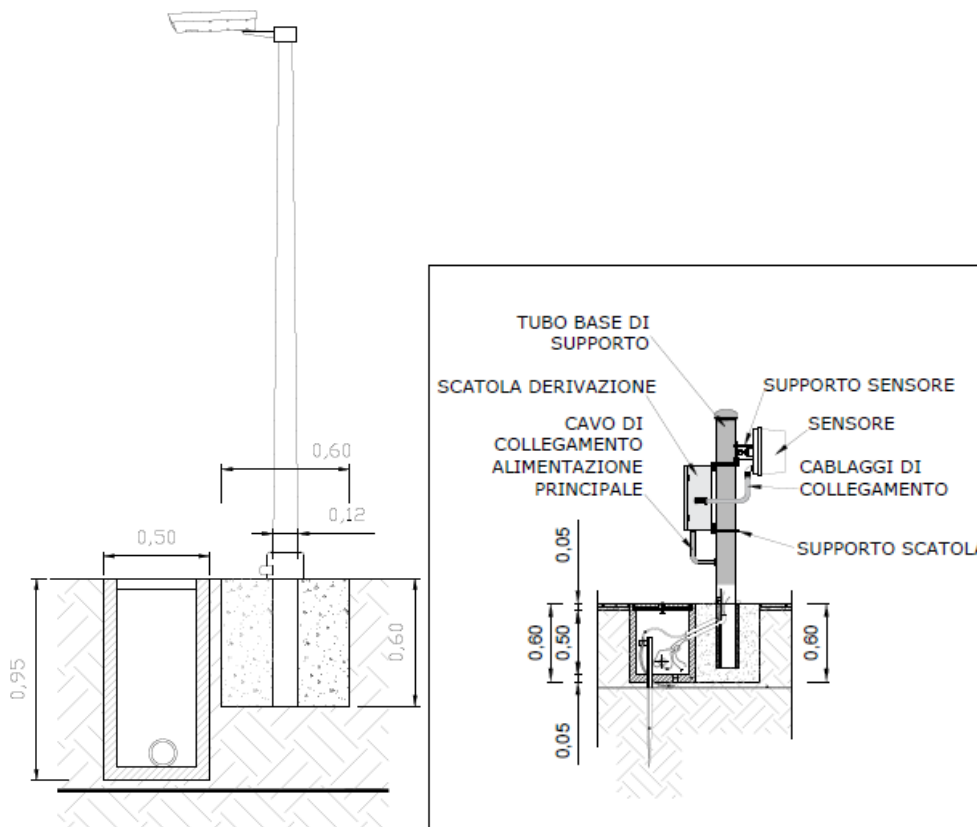 0,60
0,12
0,50
0,95
0,60
TUBO BASE DI
SUPPORTO
SCATOLA DERIVAZIONE
CAVO DI
COLLEGAMENTO
ALIMENTAZIONE
PRINCIPALE
SUPPORTO SENSORE
SENSORE
CABLAGGI DI
COLLEGAMENTO
SUPPORTO SCATOLA
0,05
0,60
0,50
0,60
0,05